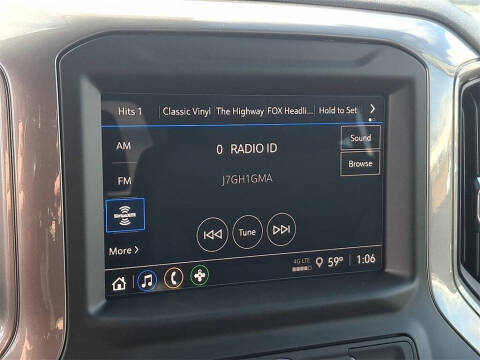 Hits 1 Classic Vinyl The Highway FOX Headli... Hold to Set
AM 0 RADIO ID Sound
Browse
FM J7GH1GMA
SiriusXM
Tune
More
4G LTE 59° 1:06